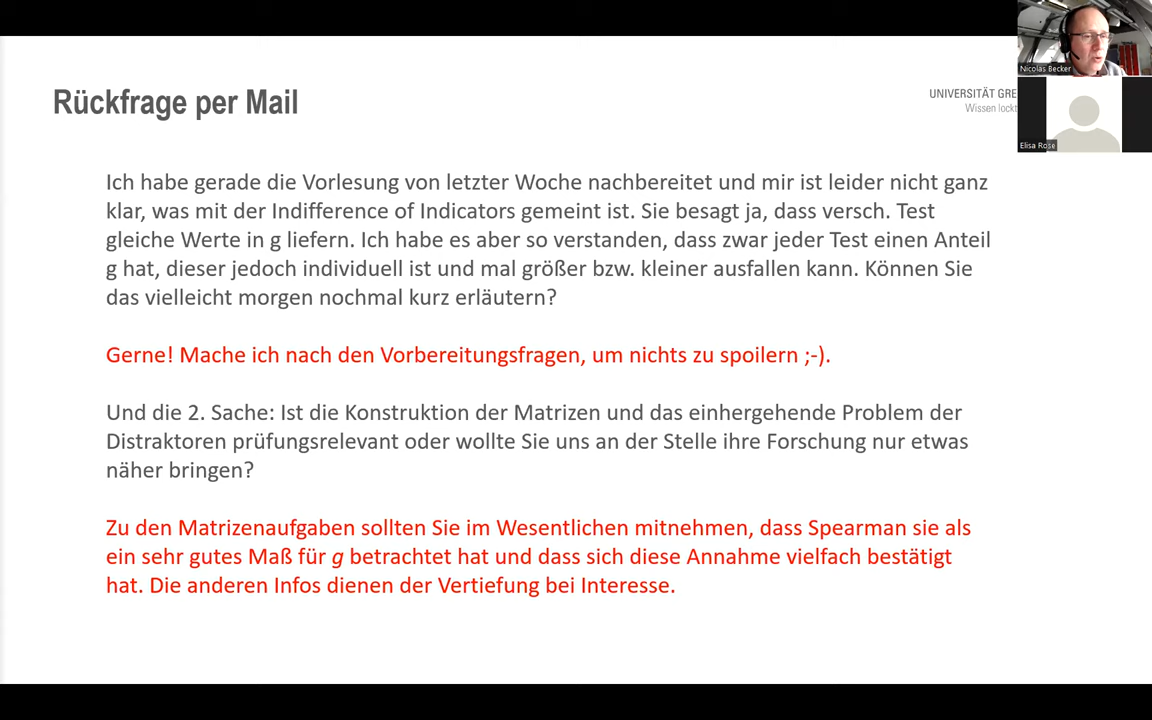 Rückfrage per Mail
UNIVERSITÄT GRE
Wissen lockt
Nicolas Becker
Elisa Rose
Ich habe gerade die Vorlesung von letzter Woche nachbereitet und mir ist leider nicht ganz
klar, was mit der Indifference of Indicators gemeint ist. Sie besagt ja, dass versch. Test
gleiche Werte in g liefern. Ich habe es aber so verstanden, dass zwar jeder Test einen Anteil
g hat, dieser jedoch individuell ist und mal größer bzw. kleiner ausfallen kann. Können Sie
das vielleicht morgen nochmal kurz erläutern?
Gerne! Mache ich nach den Vorbereitungsfragen, um nichts zu spoilern ;-).
Und die 2. Sache: Ist die Konstruktion der Matrizen und das einhergehende Problem der
Distraktoren prüfungsrelevant oder wollte Sie uns an der Stelle ihre Forschung nur etwas
näher bringen?
Zu den Matrizenaufgaben sollten Sie im Wesentlichen mitnehmen, dass Spearman sie als
ein sehr gutes Maß für g betrachtet hat und dass sich diese Annahme vielfach bestätigt
hat. Die anderen Infos dienen der Vertiefung bei Interesse.